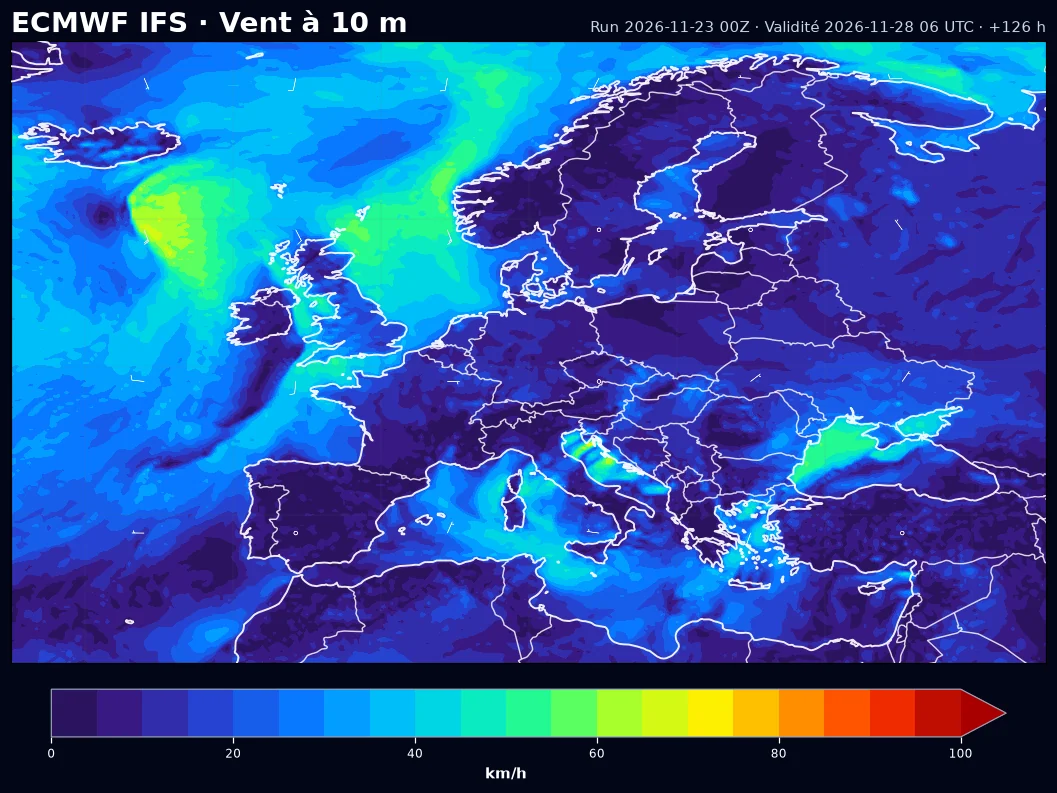 ECMWF IFS · Vent à 10 m
Run 2026-11-23 00Z · Validité 2026-11-28 06 UTC · +126 h
0 20 40 60 80 100
km/h